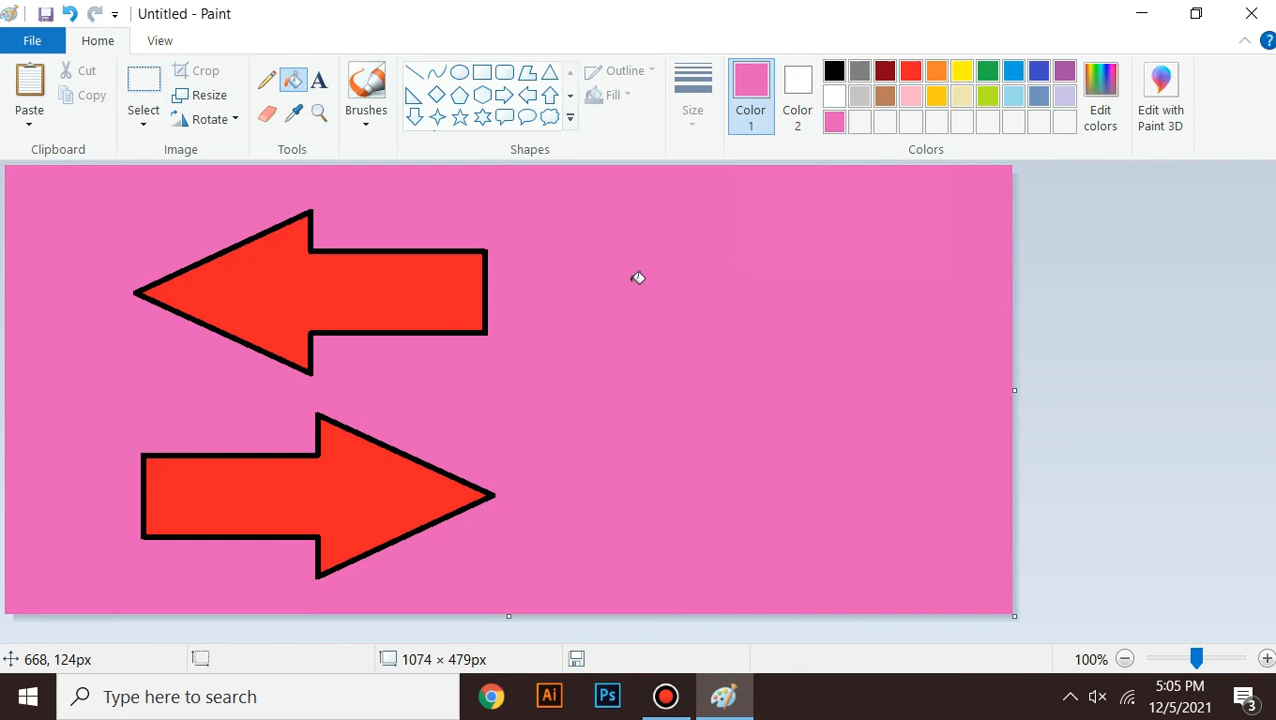 Untitled - Paint
File Home View
Paste
Cut
Copy
Clipboard
Select
Crop
Resize
Rotate
Image
A
Tools
Brushes
Shapes
Outline
Fill
Size
Color 1
Color 2
Colors
Edit colors
Edit with Paint 3D
668, 124px
1074 × 479px
100%
Type here to search
Ai
Ps
5:05 PM
12/5/2021
3